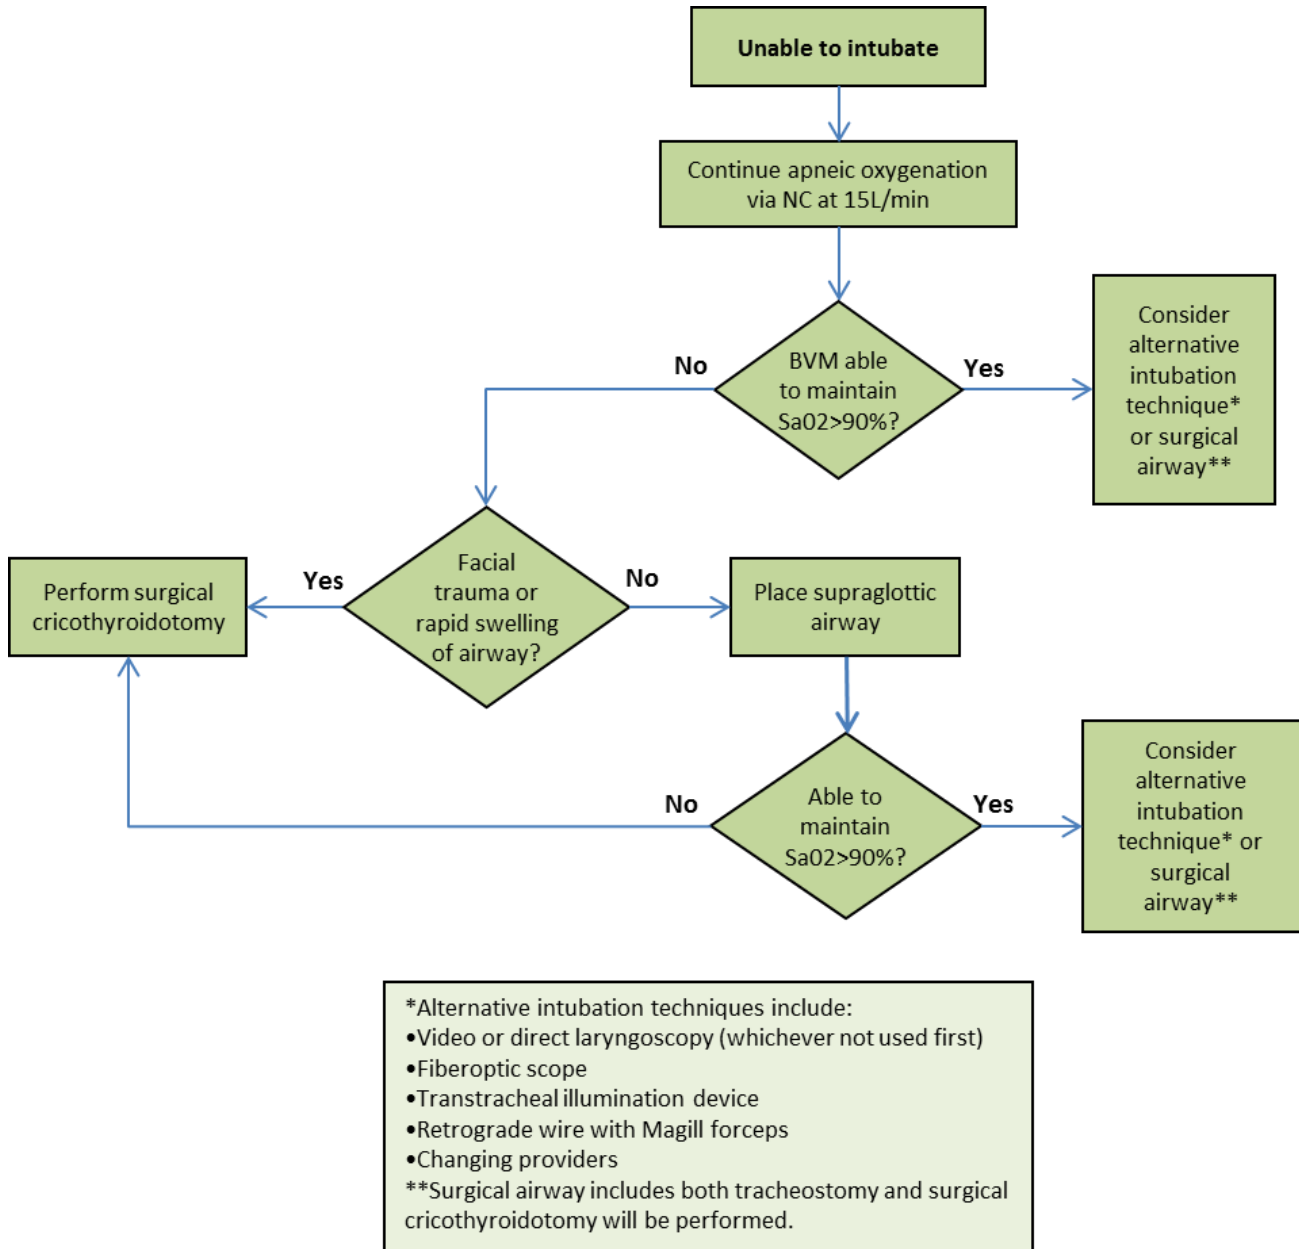 Unable to intubate
Continue apneic oxygenation
via NC at 15L/min
BVM able
to maintain
Sa02>90%?
No
Yes
Consider
alternative
intubation
technique*
or surgical
airway**
Facial
trauma or
rapid swelling
of airway?
Yes
No
Perform surgical
cricothyroidotomy
Place supraglottic
airway
Able to
maintain
Sa02>90%?
No
Yes
Consider
alternative
intubation
technique* or
surgical
airway**
*Alternative intubation techniques include:
•Video or direct laryngoscopy (whichever not used first)
•Fiberoptic scope
•Transtracheal illumination device
•Retrograde wire with Magill forceps
•Changing providers
**Surgical airway includes both tracheostomy and surgical
cricothyroidotomy will be performed.